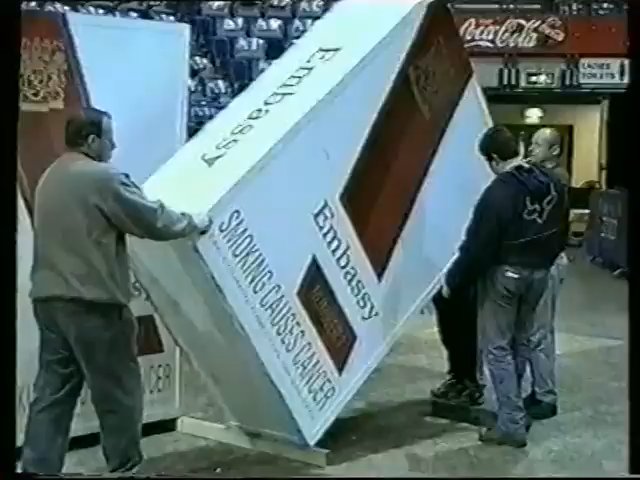 Coca-Cola
LADIES
TOILETS
Embassy
Embassy
SMOKING CAUSES CANCER
CER